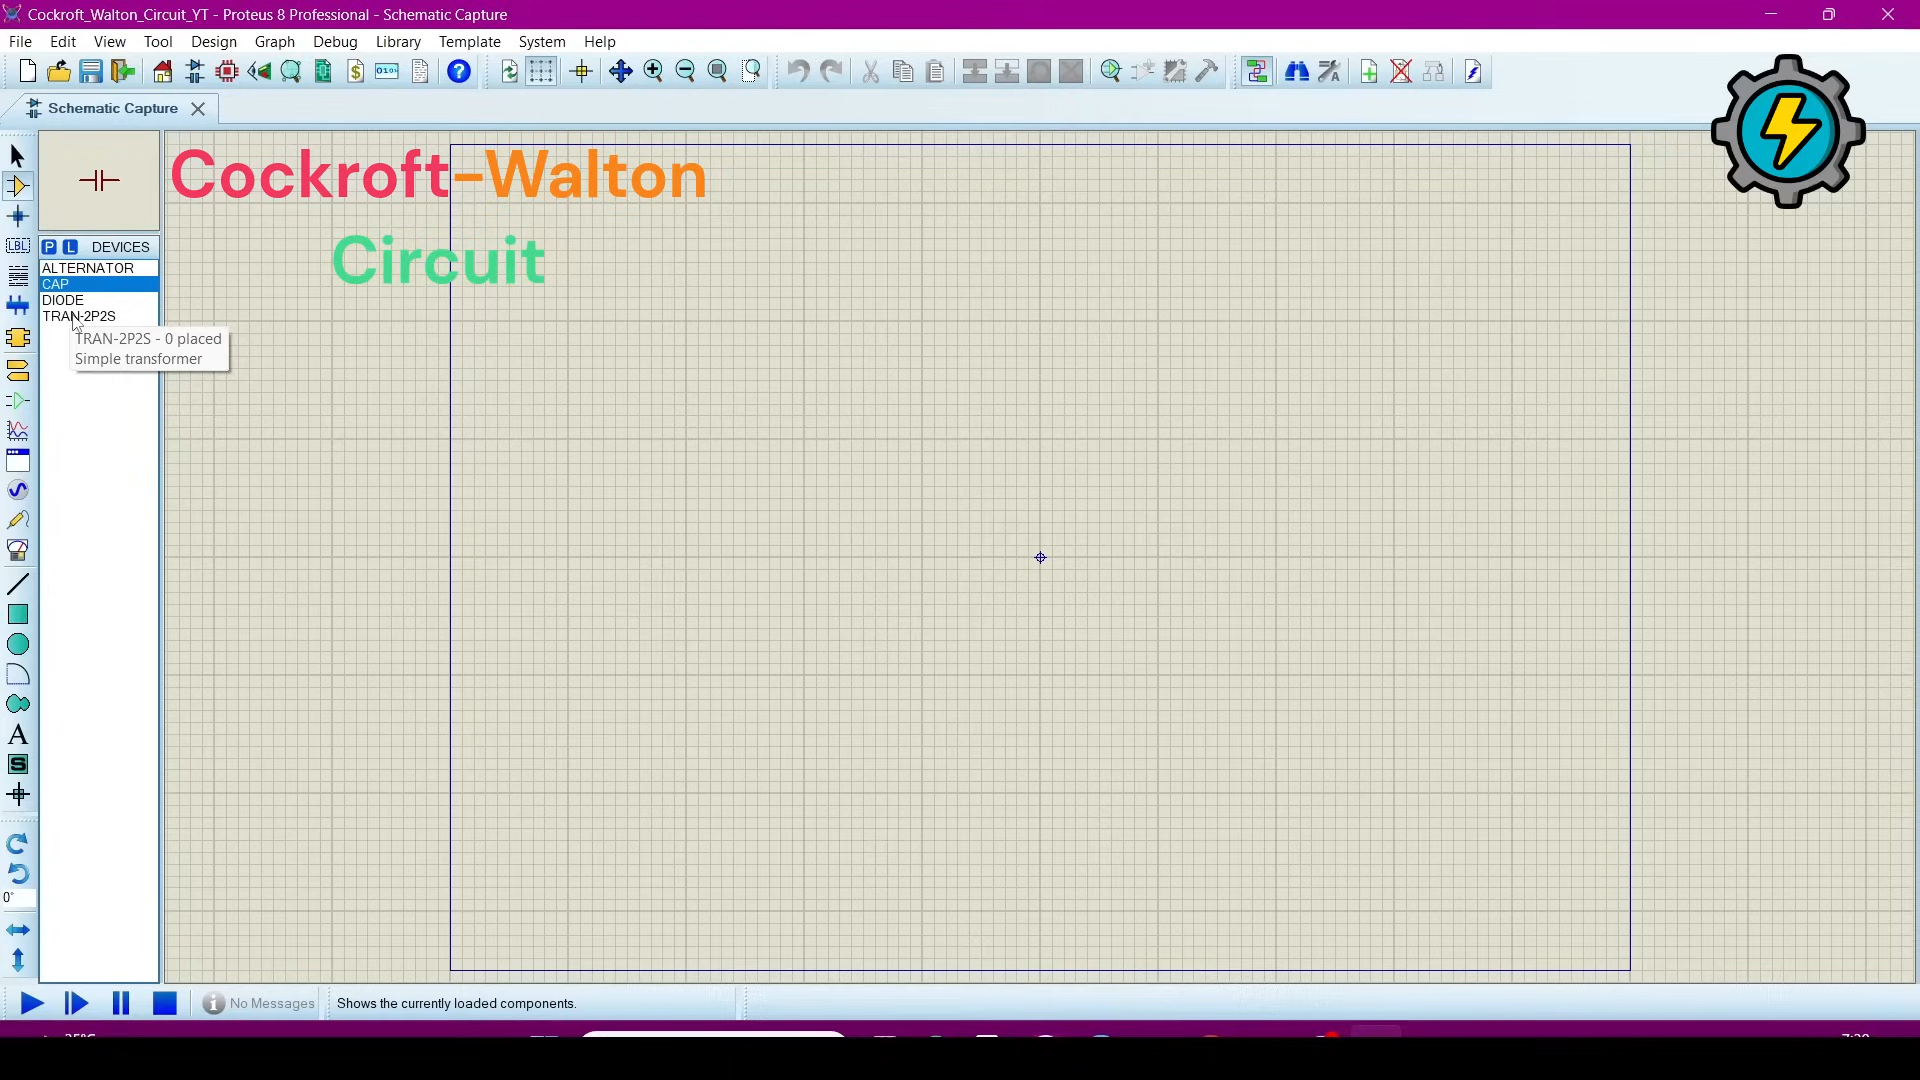 Cockroft_Walton_Circuit_YT - Proteus 8 Professional - Schematic Capture
File Edit View Tool Design Graph Debug Library Template System Help
Schematic Capture
Cockroft-Walton
Circuit
P L DEVICES
ALTERNATOR
CAP
DIODE
TRAN-2P2S
TRAN-2P2S - 0 placed
Simple transformer
LBL
A
S
0°
No Messages
Shows the currently loaded components.